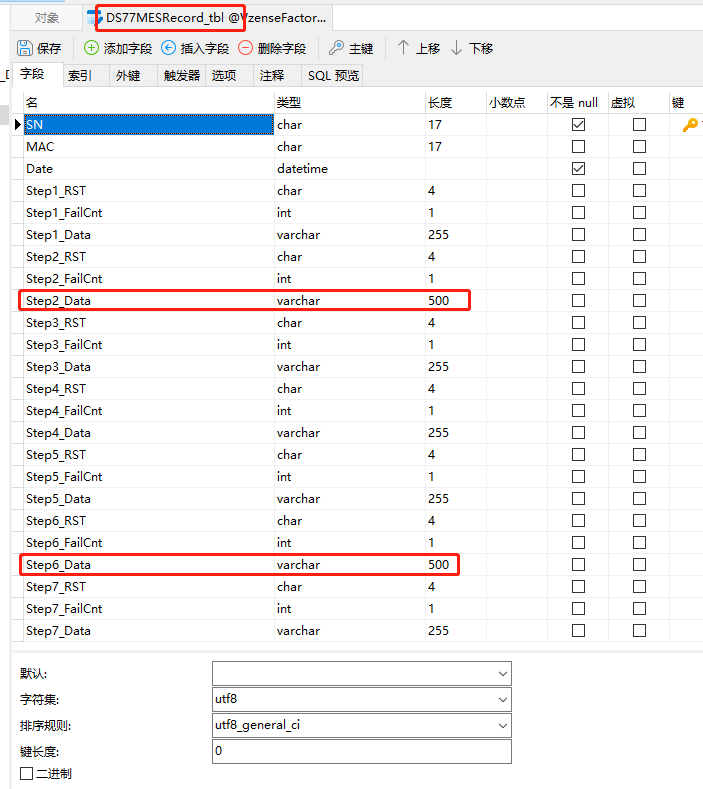 对象 DS77MESRecord_tbl @VzenseFactor...
保存 添加字段 插入字段 删除字段 主键 上移 下移
字段 索引 外键 触发器 选项 注释 SQL 预览
名 类型 长度 小数点 不是 null 虚拟 键
SN char 17
MAC char 17
Date datetime
Step1_RST char 4
Step1_FailCnt int 1
Step1_Data varchar 255
Step2_RST char 4
Step2_FailCnt int 1
Step2_Data varchar 500
Step3_RST char 4
Step3_FailCnt int 1
Step3_Data varchar 255
Step4_RST char 4
Step4_FailCnt int 1
Step4_Data varchar 255
Step5_RST char 4
Step5_FailCnt int 1
Step5_Data varchar 255
Step6_RST char 4
Step6_FailCnt int 1
Step6_Data varchar 500
Step7_RST char 4
Step7_FailCnt int 1
Step7_Data varchar 255
默认:
字符集: utf8
排序规则: utf8_general_ci
键长度: 0
二进制